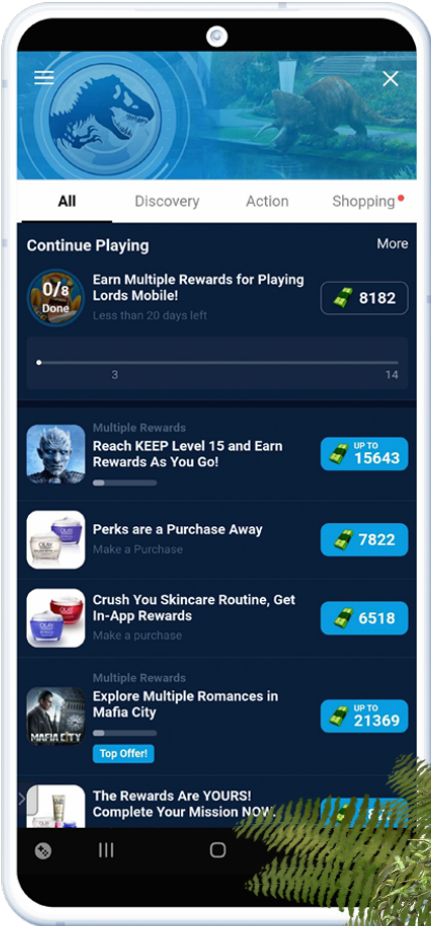 All Discovery Action Shopping
Continue Playing More
0/8
Done
Earn Multiple Rewards for Playing
Lords Mobile!
Less than 20 days left
8182
3 14
Multiple Rewards
Reach KEEP Level 15 and Earn
Rewards As You Go!
UP TO
15643
Perks are a Purchase Away
Make a Purchase
7822
Crush You Skincare Routine, Get
In-App Rewards
Make a purchase
6518
Multiple Rewards
Explore Multiple Romances in
Mafia City
UP TO
21369
MAFIA CITY
Top Offer!
The Rewards Are YOURS!
Complete Your Mission NOW.